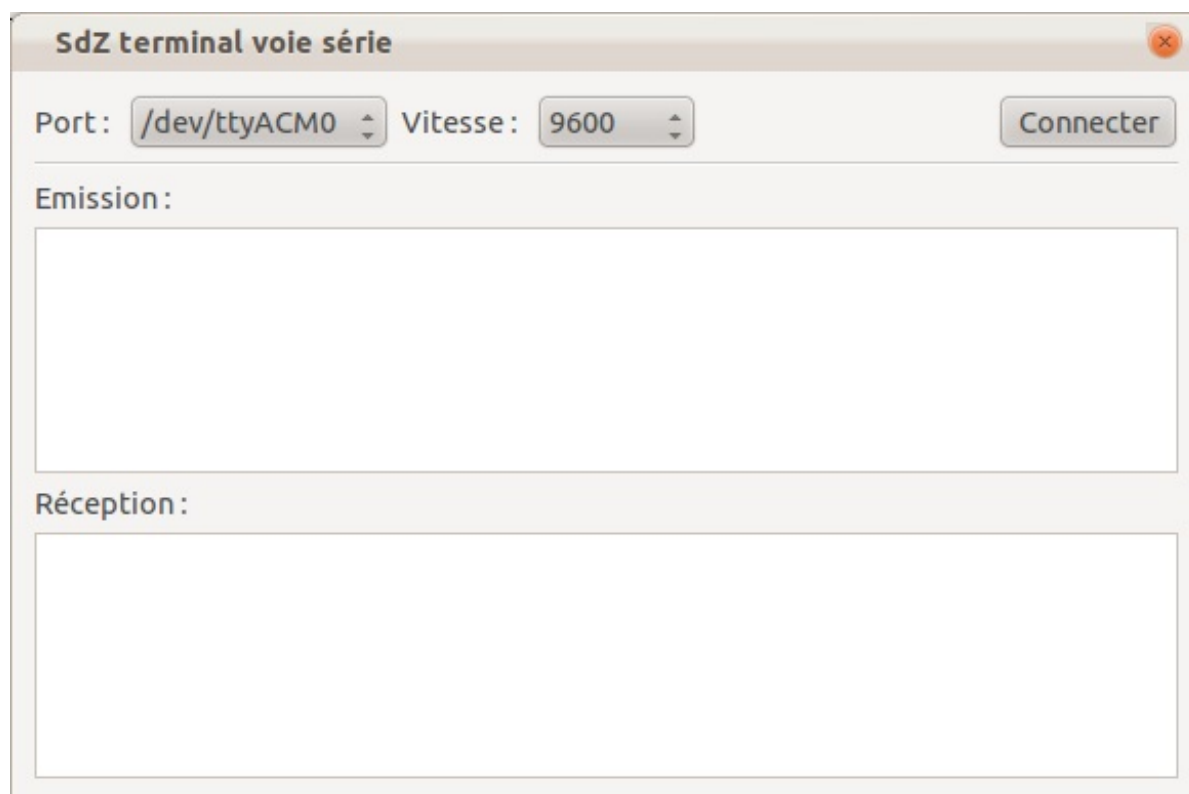 SdZ terminal voie série
Port : /dev/ttyACM0 Vitesse : 9600 Connecter
Emission :
Réception :